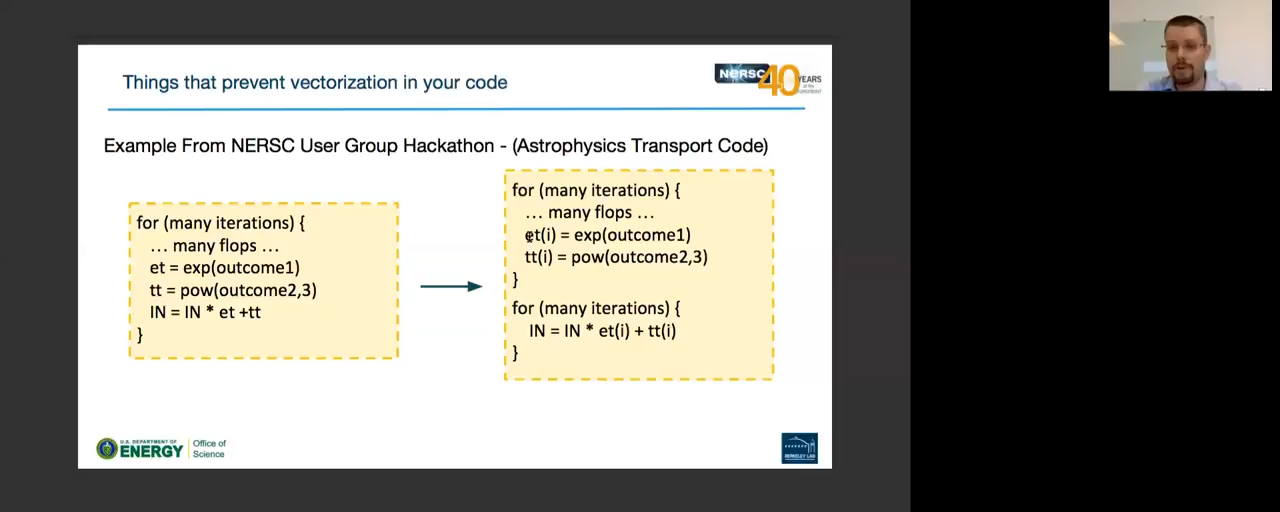 Things that prevent vectorization in your code
NERSC 40 YEARS
Example From NERSC User Group Hackathon - (Astrophysics Transport Code)
for (many iterations) {
... many flops ...
et = exp(outcome1)
tt = pow(outcome2,3)
IN = IN * et +tt
}
for (many iterations) {
... many flops ...
et(i) = exp(outcome1)
tt(i) = pow(outcome2,3)
}
for (many iterations) {
IN = IN * et(i) + tt(i)
}
U.S. DEPARTMENT OF
ENERGY
Office of
Science
BERKELEY LAB